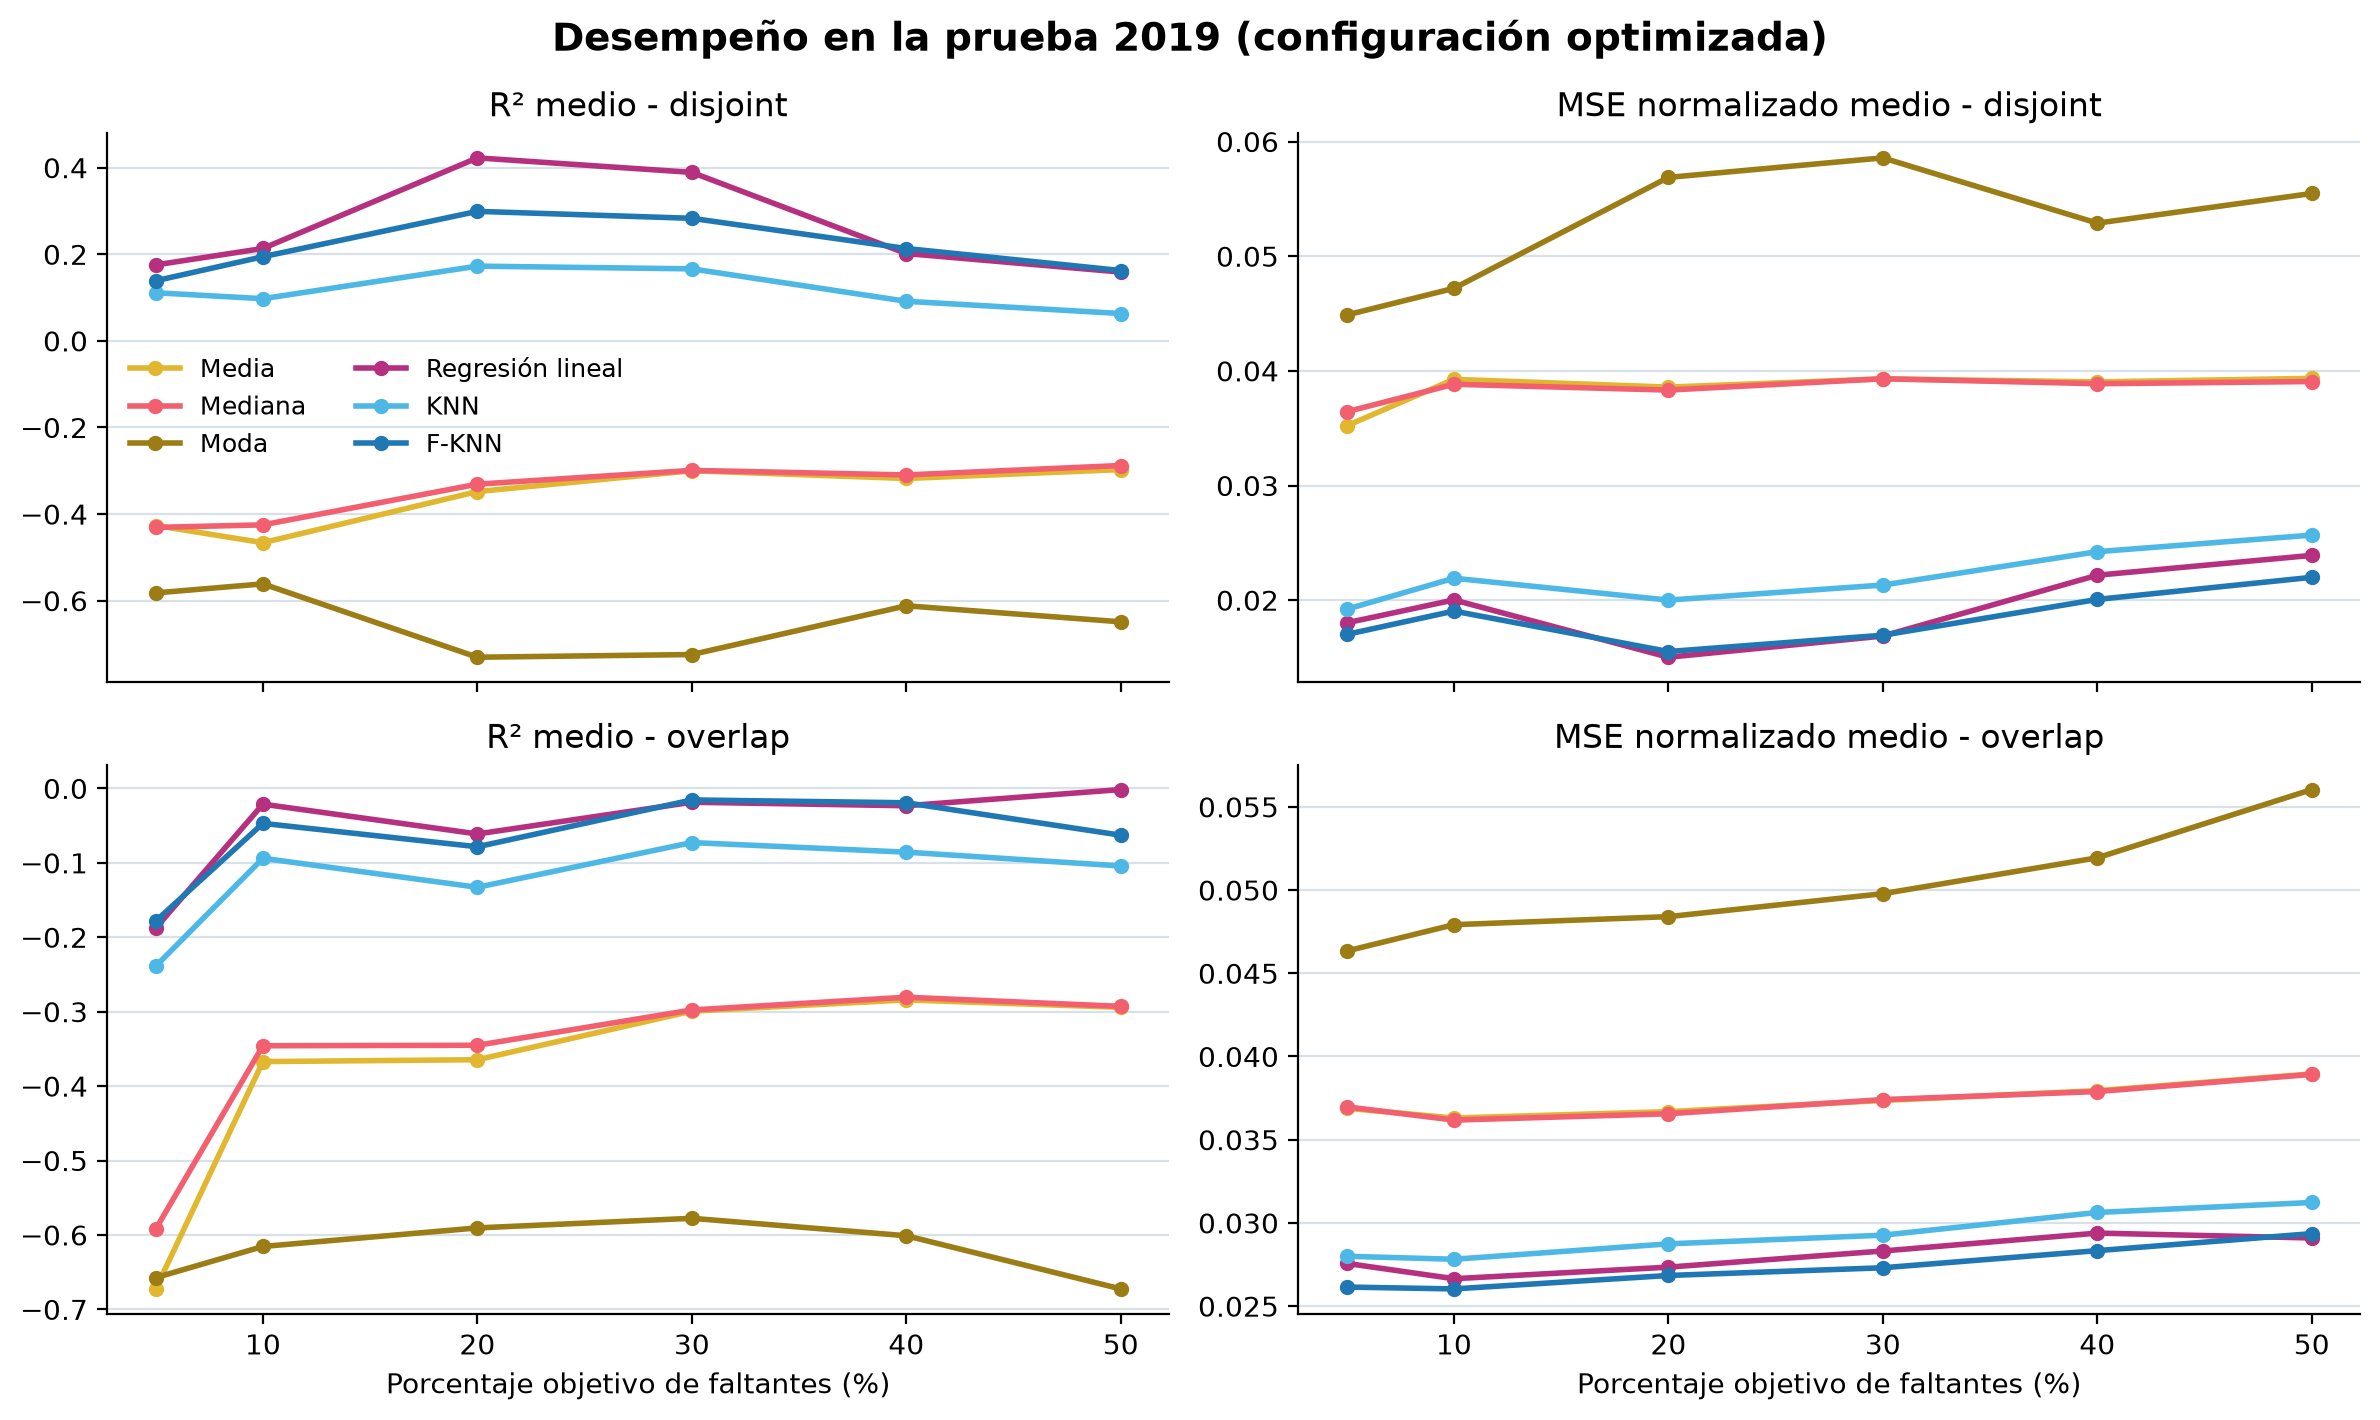 Desempeño en la prueba 2019 (configuración optimizada)
R² medio - disjoint
0.4
0.2
0.0
−0.2
−0.4
−0.6
Media
Mediana
Moda
Regresión lineal
KNN
F-KNN
MSE normalizado medio - disjoint
0.06
0.05
0.04
0.03
0.02
R² medio - overlap
0.0
−0.1
−0.2
−0.3
−0.4
−0.5
−0.6
−0.7
10 20 30 40 50
Porcentaje objetivo de faltantes (%)
MSE normalizado medio - overlap
0.055
0.050
0.045
0.040
0.035
0.030
0.025
10 20 30 40 50
Porcentaje objetivo de faltantes (%)